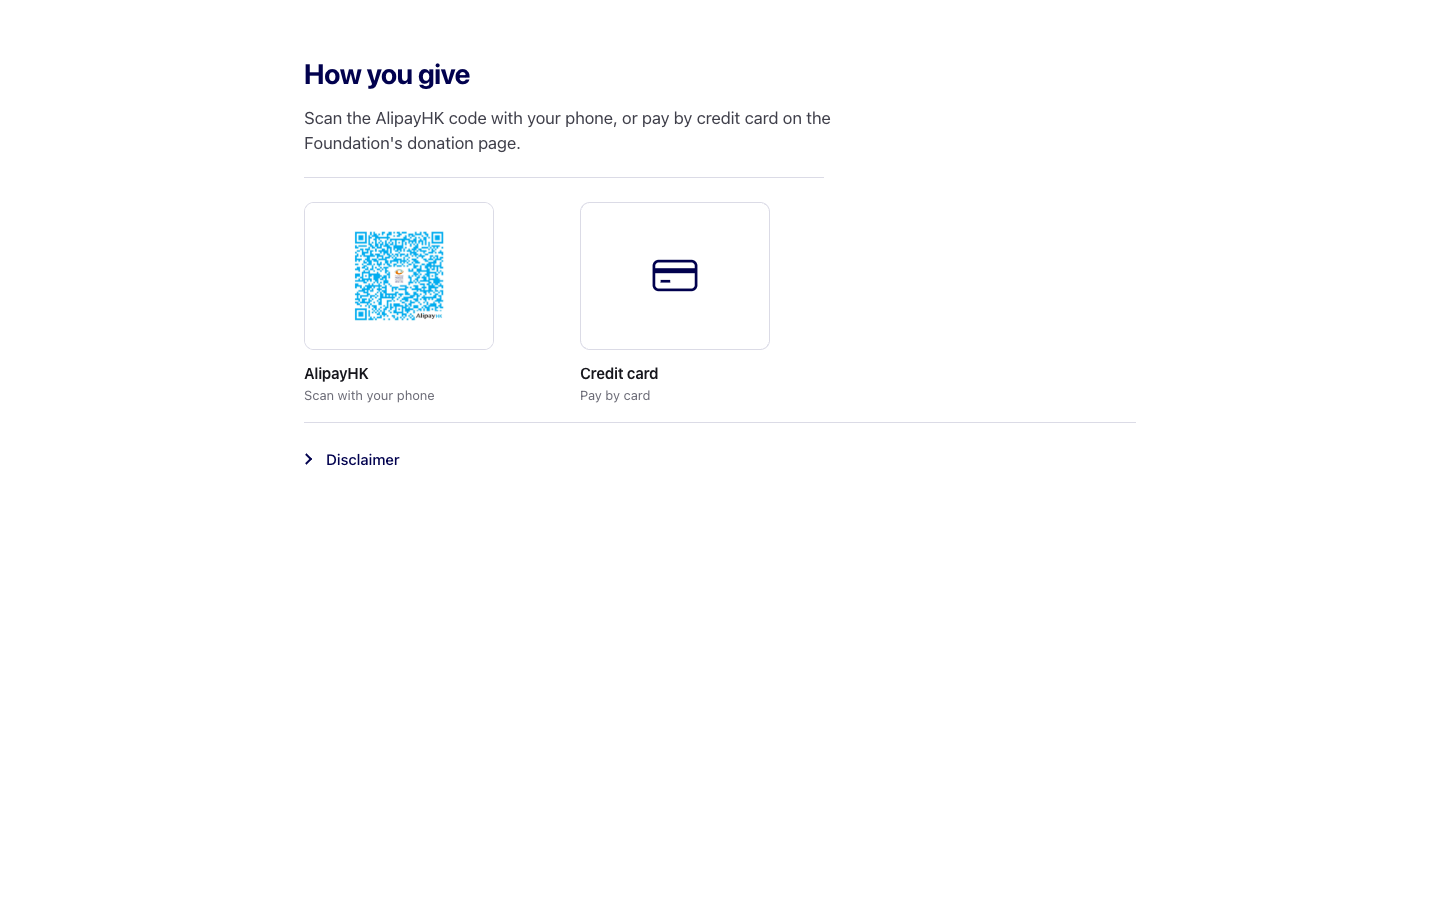 How you give
Scan the AlipayHK code with your phone, or pay by credit card on the
Foundation's donation page.
AlipayHK
AlipayHK
Scan with your phone
Credit card
Pay by card
Disclaimer